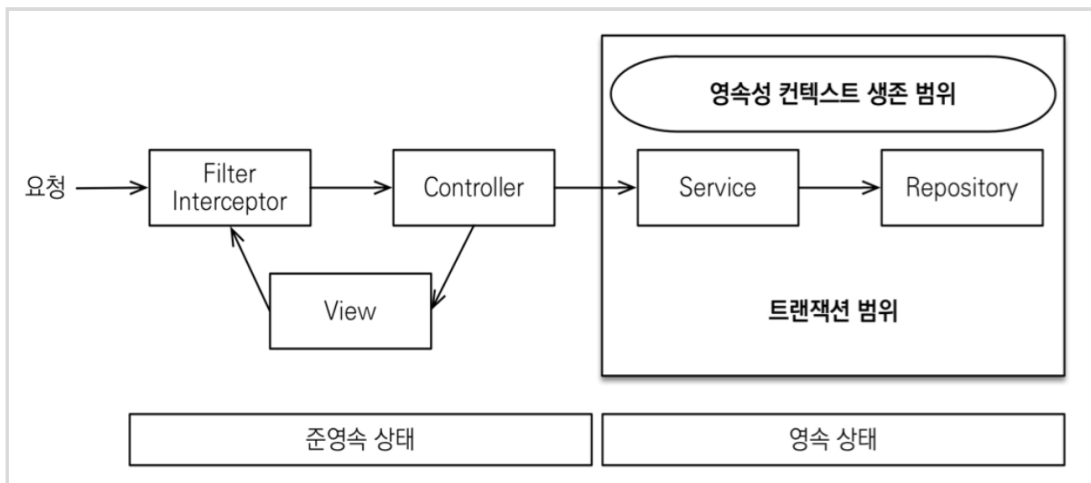 영속성 컨텍스트 생존 범위
요청
Filter
Interceptor
Controller
Service
Repository
View
트랜잭션 범위
준영속 상태
영속 상태